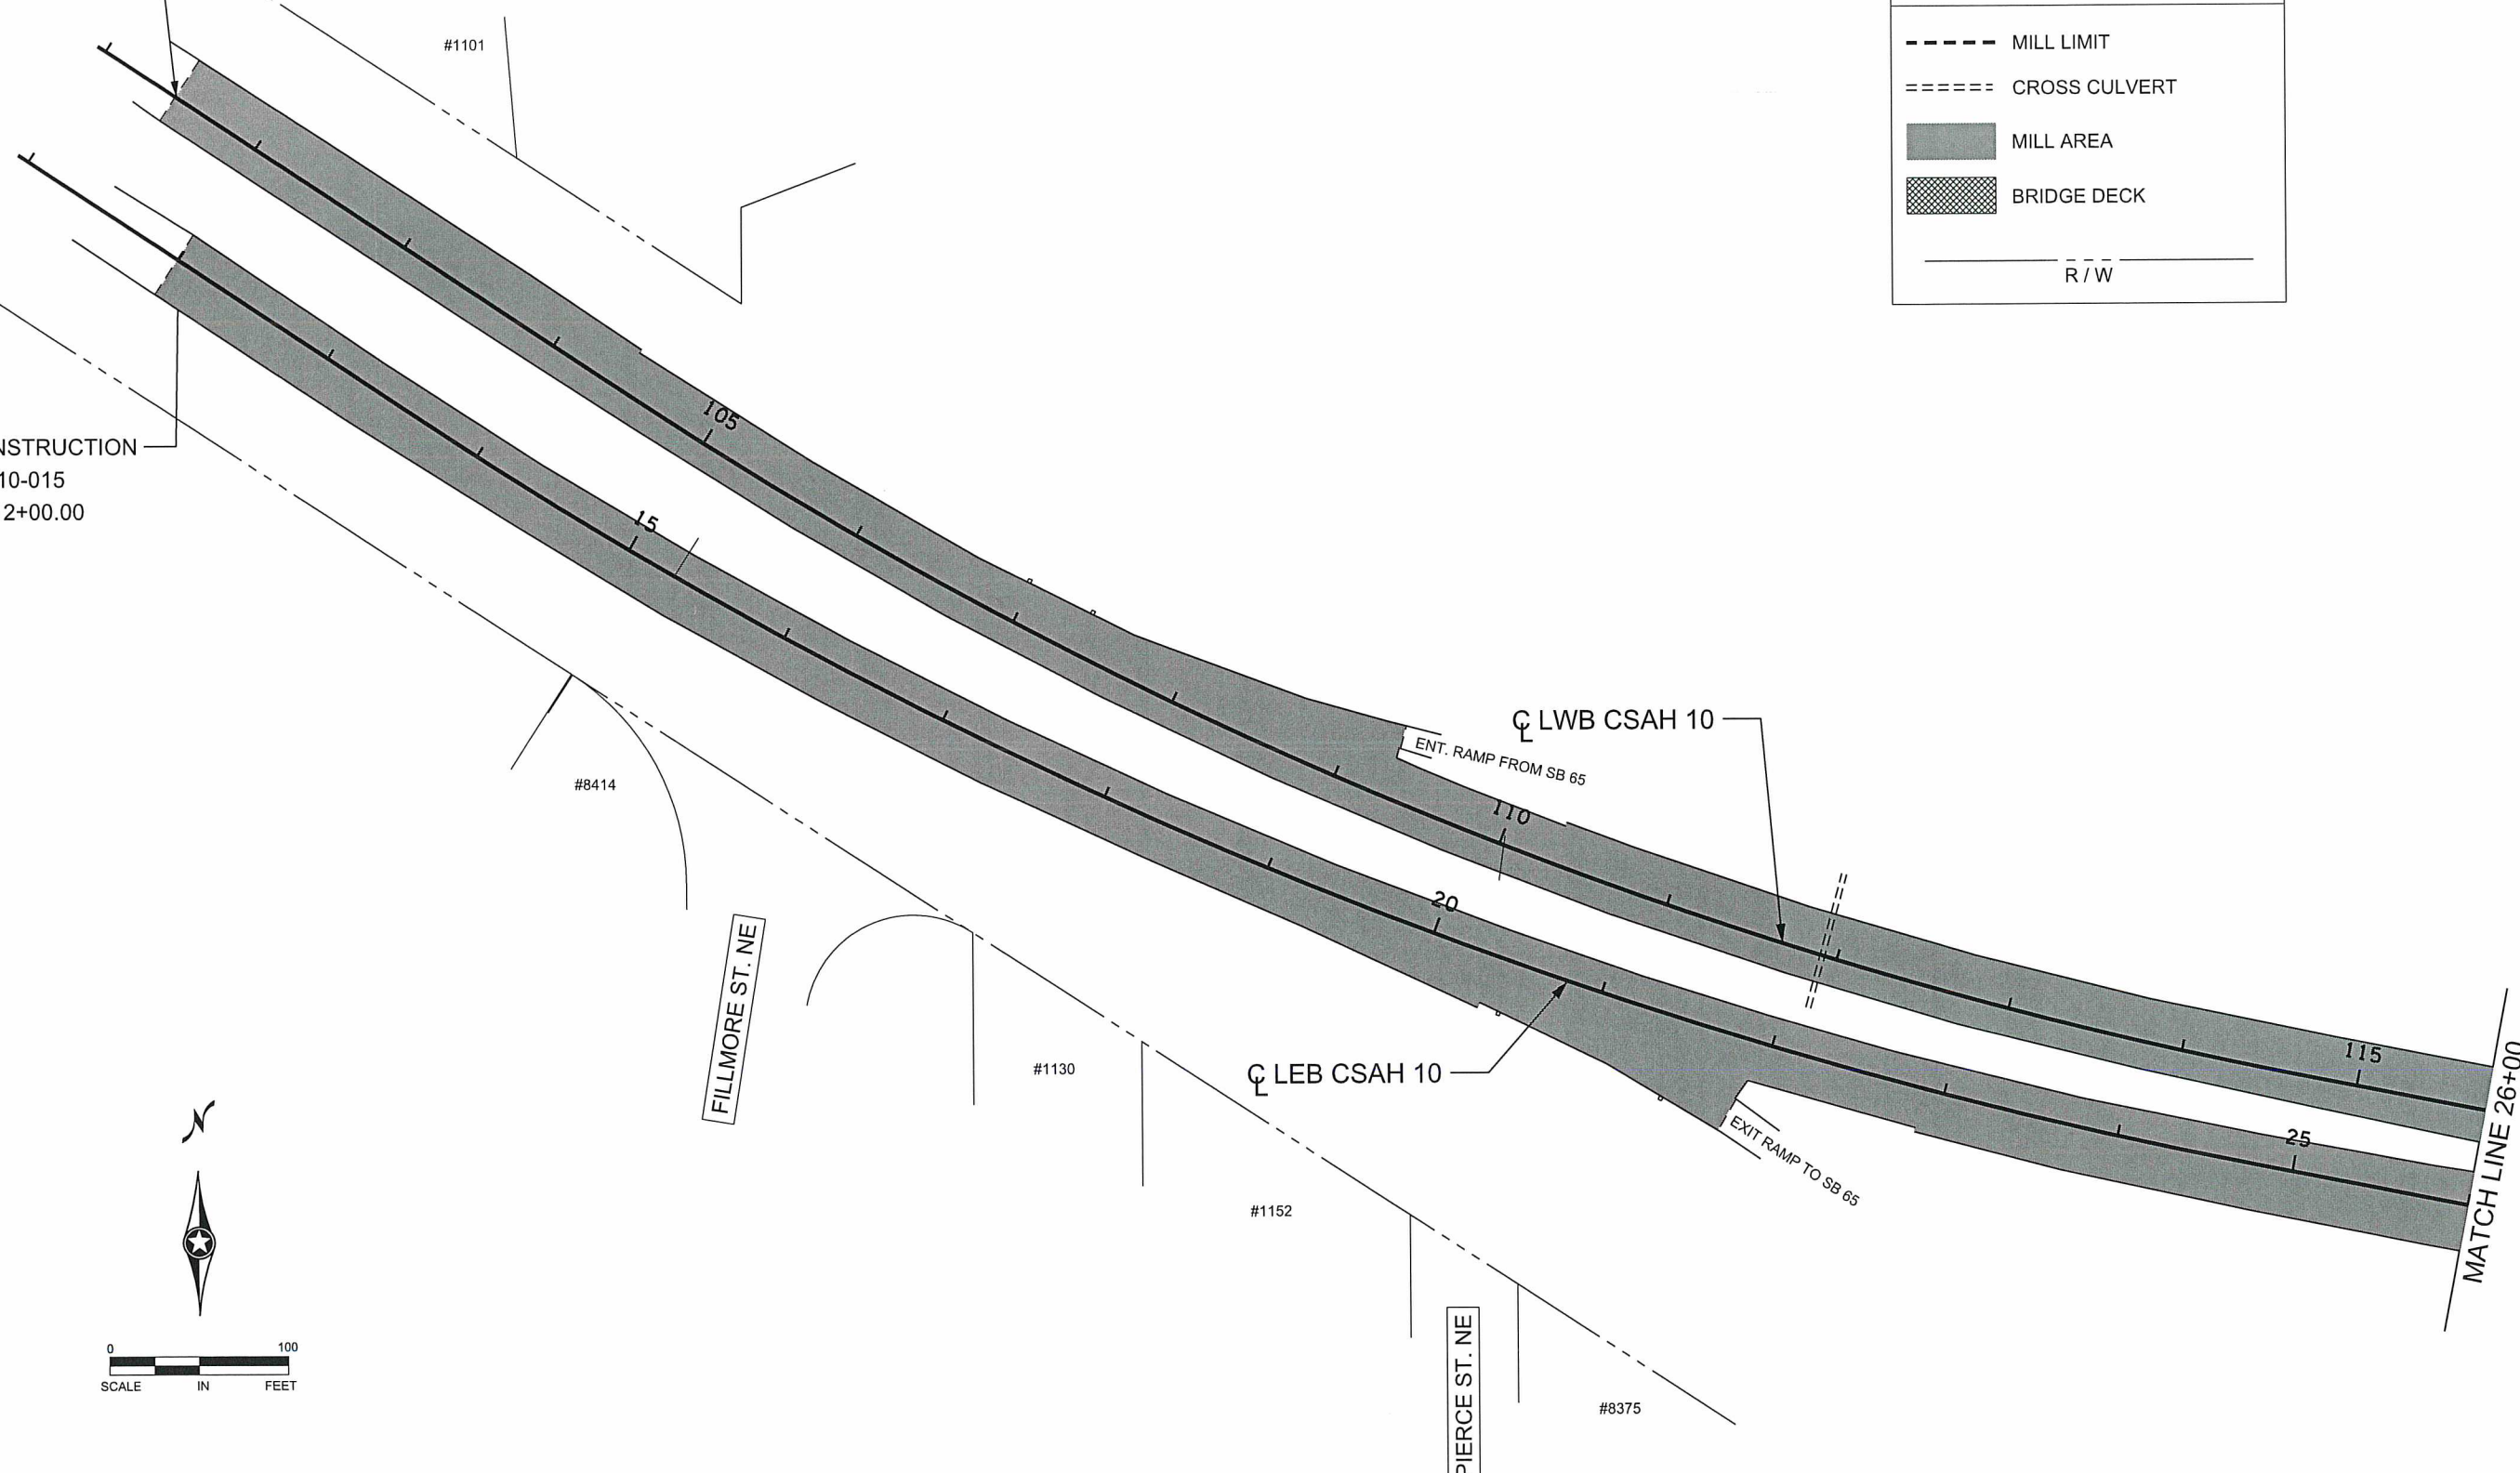 #1101
MILL LIMIT
CROSS CULVERT
MILL AREA
BRIDGE DECK
R / W
105
NSTRUCTION
10-015
2+00.00
15
℄ LWB CSAH 10
ENT. RAMP FROM SB 65
#8414
110
20
FILLMORE ST. NE
115
MATCH LINE 26+00
℄ LEB CSAH 10
#1130
25
EXIT RAMP TO SB 65
N
#1152
0 100
SCALE IN FEET
PIERCE ST. NE
#8375